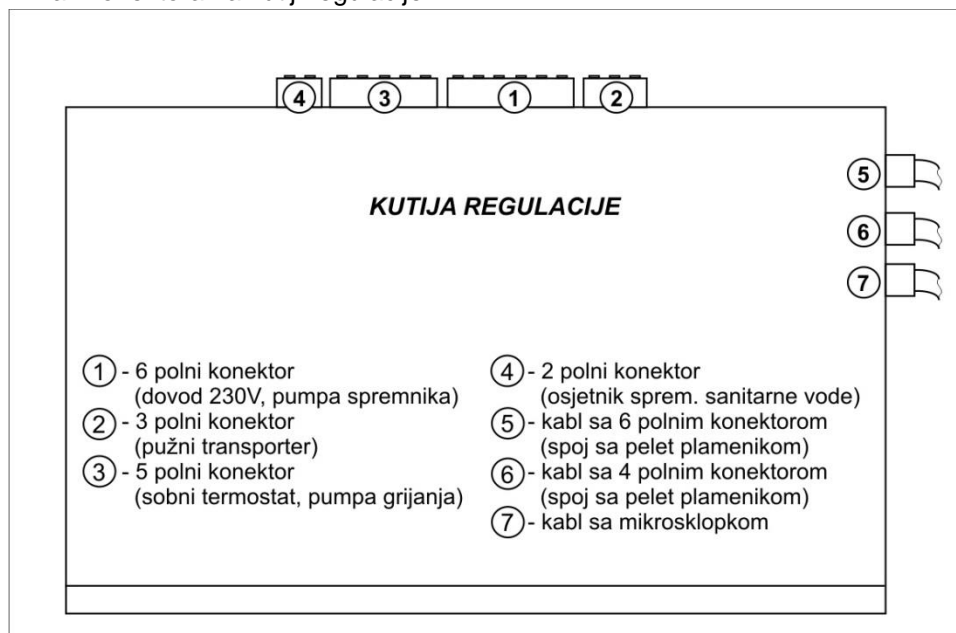 4 3 1 2
5
KUTIJA REGULACIJE
6
7
1 - 6 polni konektor
(dovod 230V, pumpa spremnika)
2 - 3 polni konektor
(pužni transporter)
3 - 5 polni konektor
(sobni termostat, pumpa grijanja)
4 - 2 polni konektor
(osjetnik sprem. sanitarne vode)
5 - kabl sa 6 polnim konektorom
(spoj sa pelet plamenikom)
6 - kabl sa 4 polnim konektorom
(spoj sa pelet plamenikom)
7 - kabl sa mikrosklopkom